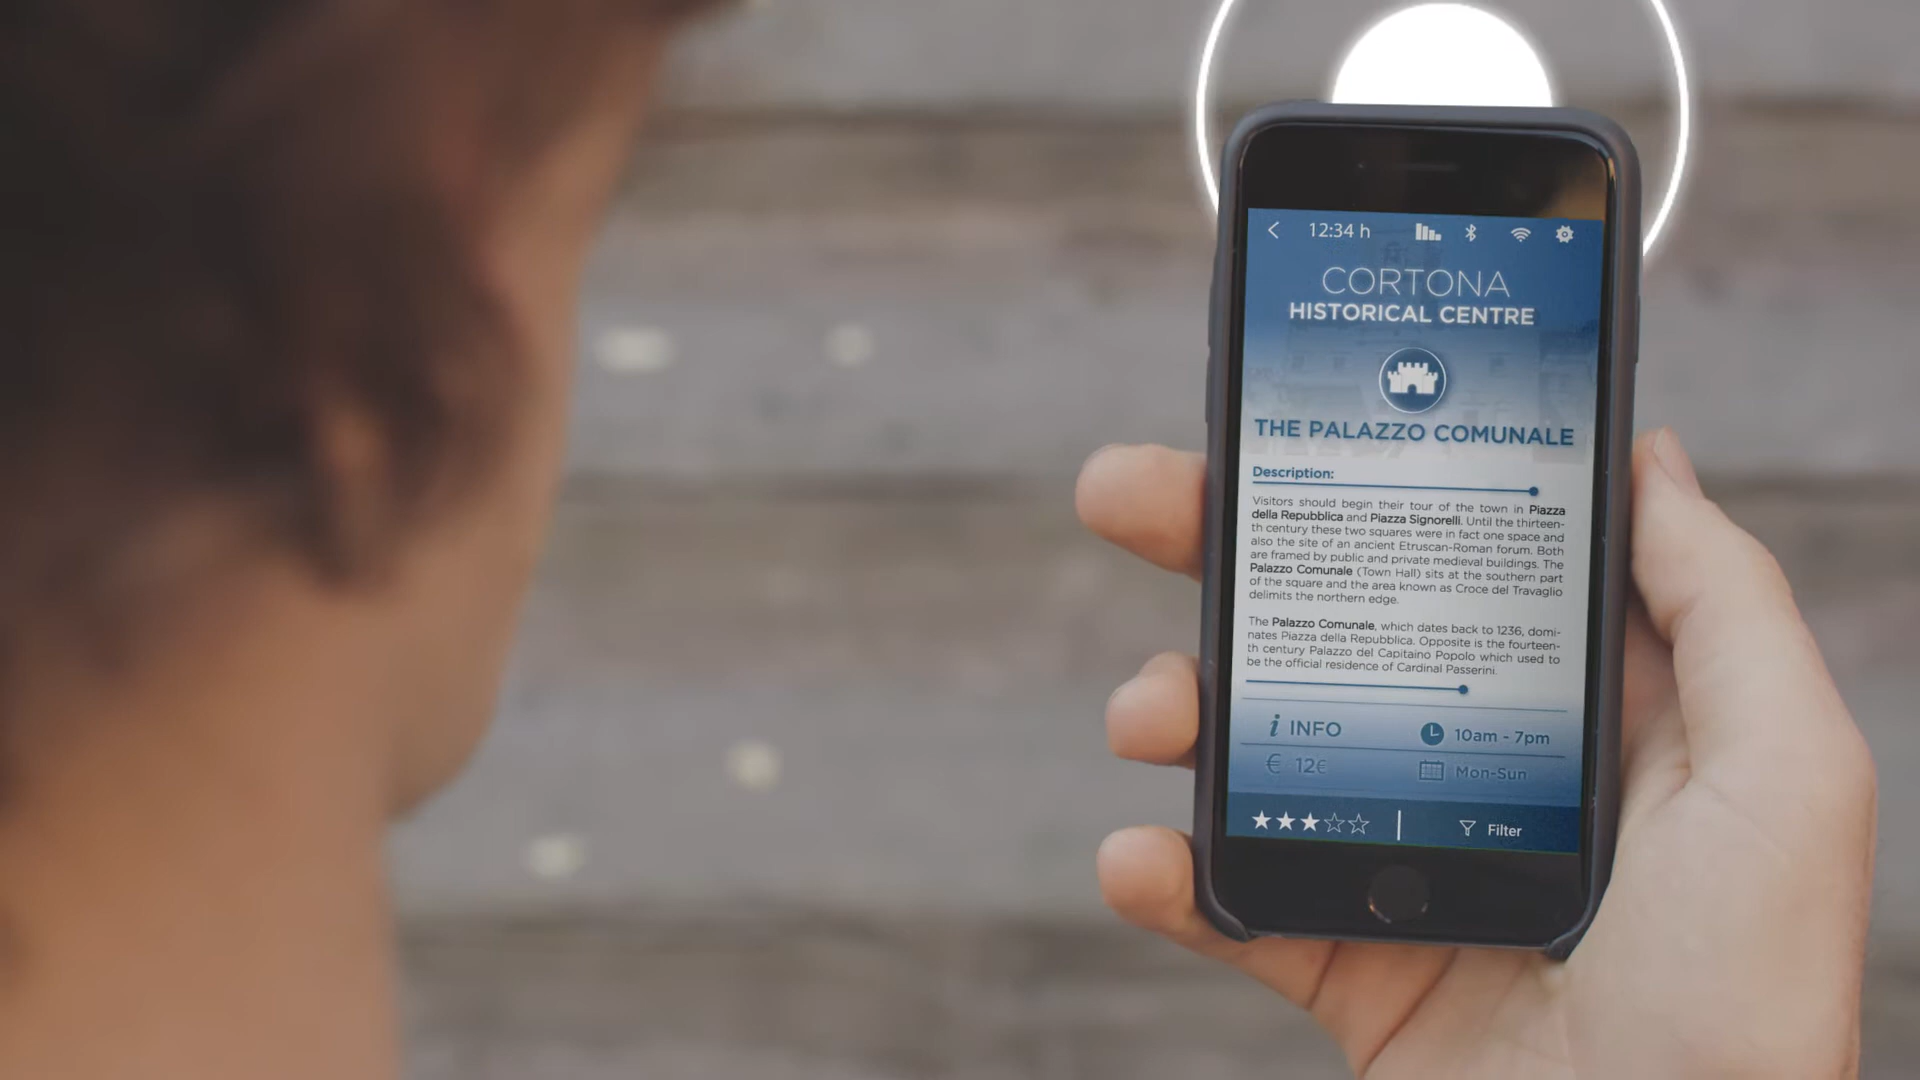 12:34 h
CORTONA
HISTORICAL CENTRE
THE PALAZZO COMUNALE
Description:
Visitors should begin their tour of the town in Piazza
della Repubblica and Piazza Signorelli. Until the thirteen-
th century these two squares were in fact one space and
also the site of an ancient Etruscan-Roman forum. Both
are framed by public and private medieval buildings. The
Palazzo Comunale (Town Hall) sits at the southern part
of the square and the area known as Croce del Travaglio
delimits the northern edge.
The Palazzo Comunale, which dates back to 1236, domi-
nates Piazza della Repubblica. Opposite is the fourteen-
th century Palazzo del Capitaino Popolo which used to
be the official residence of Cardinal Passerini.
i INFO
10am - 7pm
€ 12€
Mon-Sun
Filter